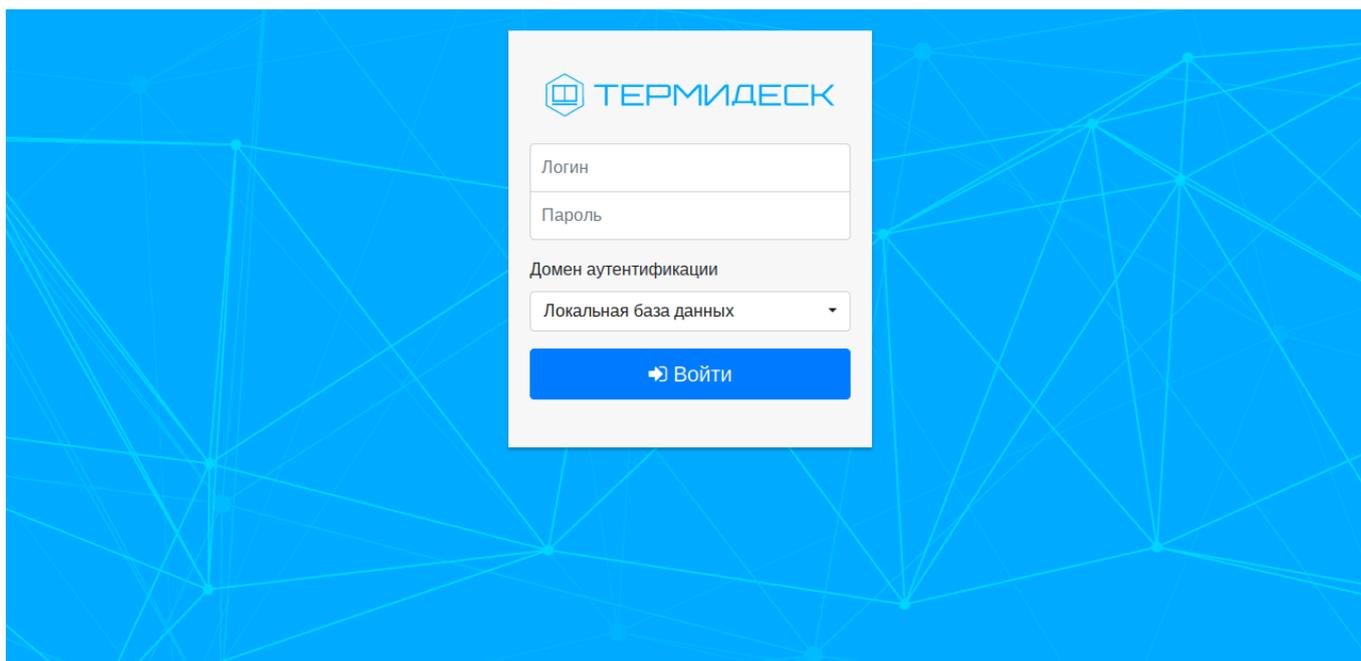 ТЕРМИДЕСК
Логин
Пароль
Домен аутентификации
Локальная база данных
Войти